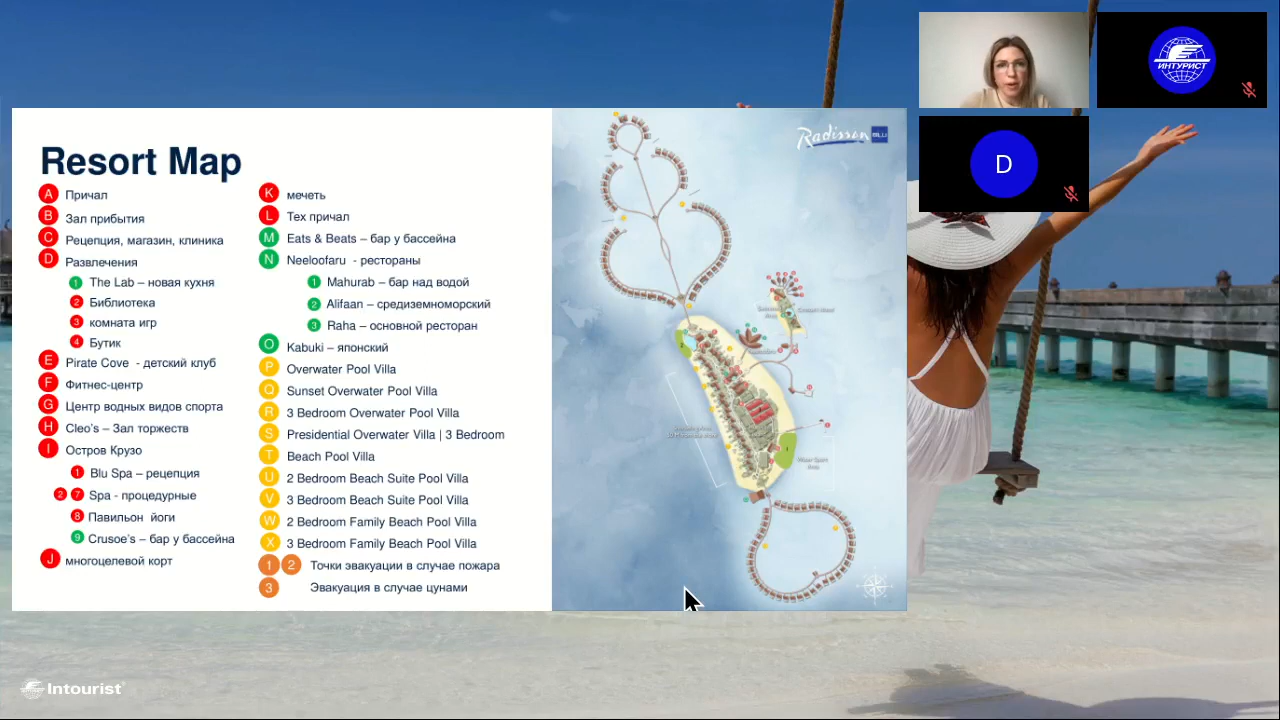 Resort Map
A Причал
B Зал прибытия
C Рецепция, магазин, клиника
D Развлечения
1 The Lab – новая кухня
2 Библиотека
3 комната игр
4 Бутик
E Pirate Cove - детский клуб
F Фитнес-центр
G Центр водных видов спорта
H Cleo's – Зал торжеств
I Остров Крузо
1 Blu Spa – рецепция
2 7 Spa - процедурные
8 Павильон йоги
9 Crusoe's – бар у бассейна
J многоцелевой корт
K мечеть
L Тех причал
M Eats & Beats – бар у бассейна
N Neeloofaru - рестораны
1 Mahurab – бар над водой
2 Alifaan – средиземноморский
3 Raha – основной ресторан
O Kabuki – японский
P Overwater Pool Villa
Q Sunset Overwater Pool Villa
R 3 Bedroom Overwater Pool Villa
S Presidential Overwater Villa | 3 Bedroom
T Beach Pool Villa
U 2 Bedroom Beach Suite Pool Villa
V 3 Bedroom Beach Suite Pool Villa
W 2 Bedroom Family Beach Pool Villa
X 3 Bedroom Family Beach Pool Villa
1 2 Точки эвакуации в случае пожара
3 Эвакуация в случае цунами
Radisson BLU
Water Sport
Area
ИНТУРИСТ
D
Intourist